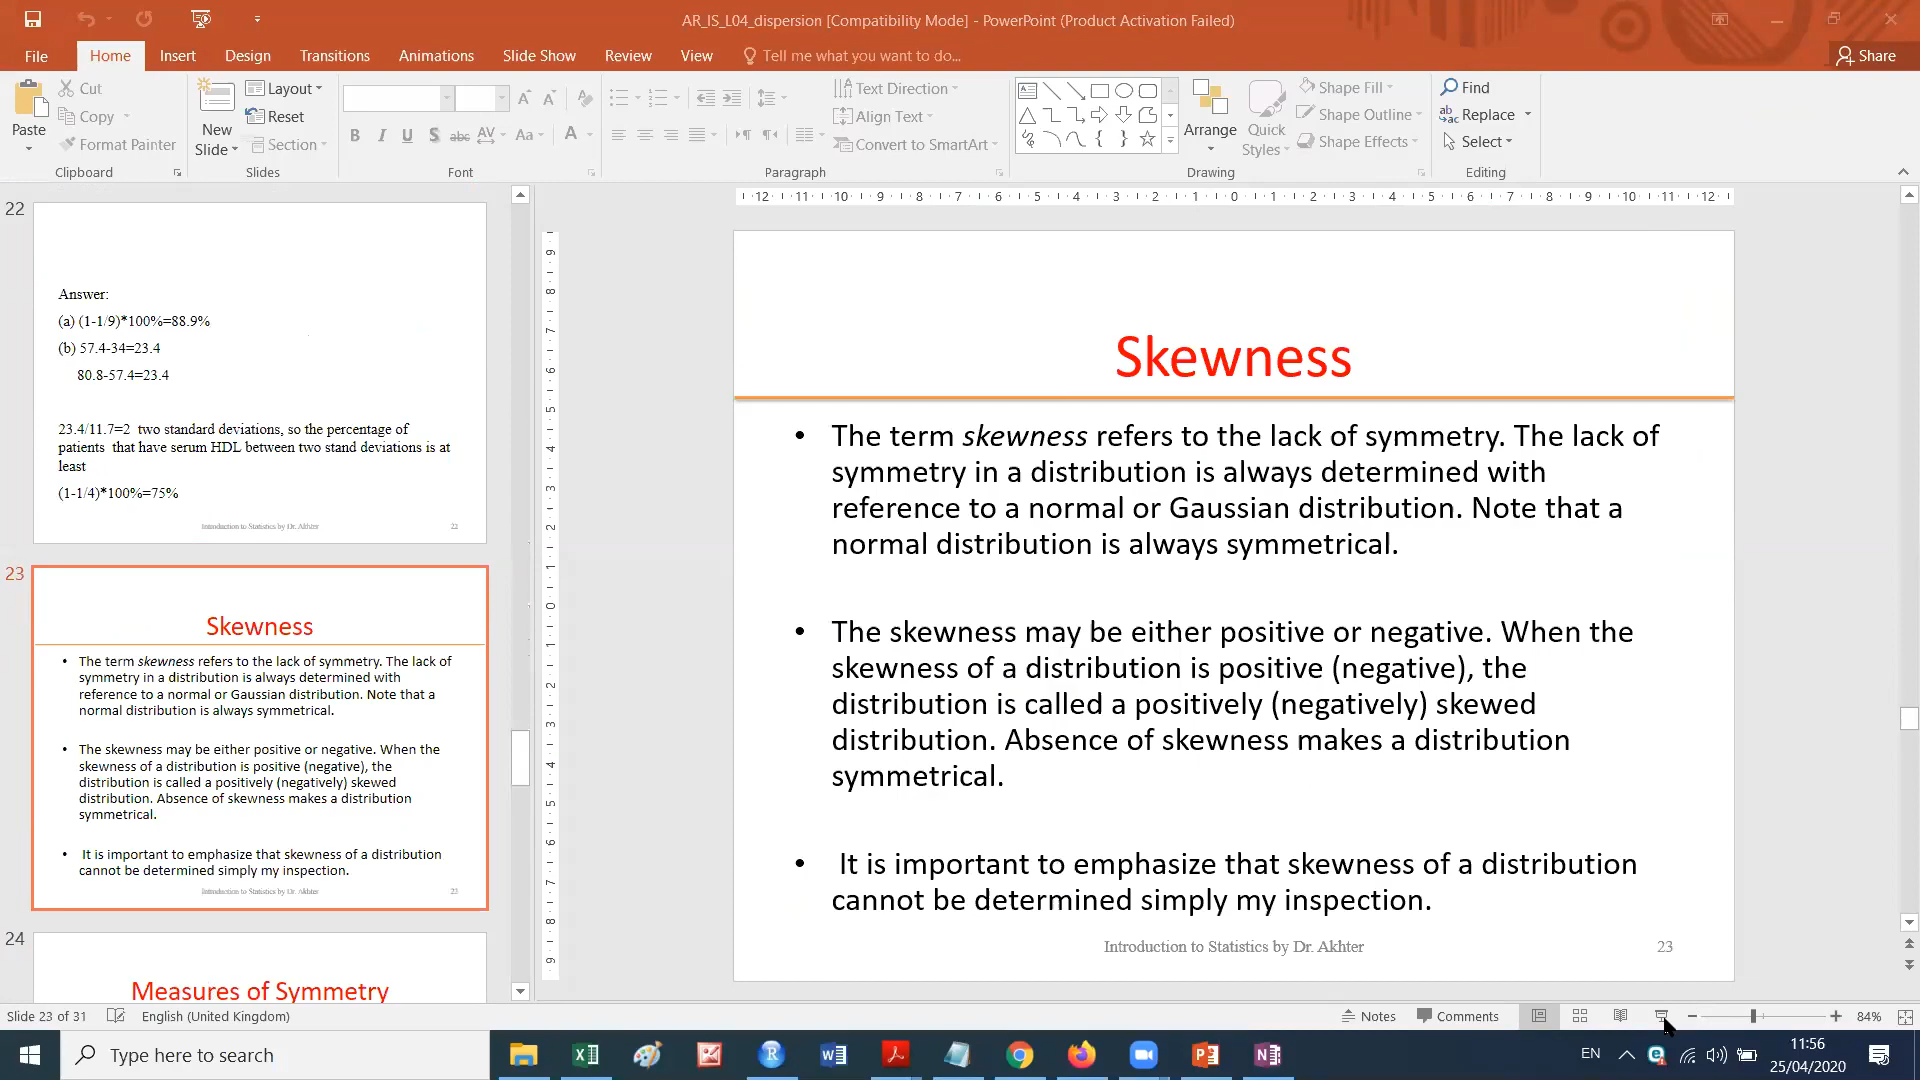 AR_IS_L04_dispersion [Compatibility Mode] - PowerPoint (Product Activation Failed)
File Home Insert Design Transitions Animations Slide Show Review View Tell me what you want to do... Share
Paste
Cut
Copy
Format Painter
Clipboard
New Slide
Layout
Reset
Section
Slides
Font
Text Direction
Align Text
Convert to SmartArt
Paragraph
Arrange
Quick Styles
Shape Fill
Shape Outline
Shape Effects
Drawing
Find
Replace
Select
Editing
22
Answer:
(a) (1-1/9)*100%=88.9%
(b) 57.4-34=23.4
80.8-57.4=23.4
23.4/11.7=2 two standard deviations, so the percentage of
patients that have serum HDL between two stand deviations is at
least
(1-1/4)*100%=75%
Introduction to Statistics by Dr. Akhter 22
23
Skewness
• The term skewness refers to the lack of symmetry. The lack of
symmetry in a distribution is always determined with
reference to a normal or Gaussian distribution. Note that a
normal distribution is always symmetrical.
• The skewness may be either positive or negative. When the
skewness of a distribution is positive (negative), the
distribution is called a positively (negatively) skewed
distribution. Absence of skewness makes a distribution
symmetrical.
• It is important to emphasize that skewness of a distribution
cannot be determined simply my inspection.
Introduction to Statistics by Dr. Akhter 23
24
Measures of Symmetry
Skewness
• The term skewness refers to the lack of symmetry. The lack of
symmetry in a distribution is always determined with
reference to a normal or Gaussian distribution. Note that a
normal distribution is always symmetrical.
• The skewness may be either positive or negative. When the
skewness of a distribution is positive (negative), the
distribution is called a positively (negatively) skewed
distribution. Absence of skewness makes a distribution
symmetrical.
• It is important to emphasize that skewness of a distribution
cannot be determined simply my inspection.
Introduction to Statistics by Dr. Akhter 23
Slide 23 of 31 English (United Kingdom) Notes Comments 84%
Type here to search
EN
11:56
25/04/2020